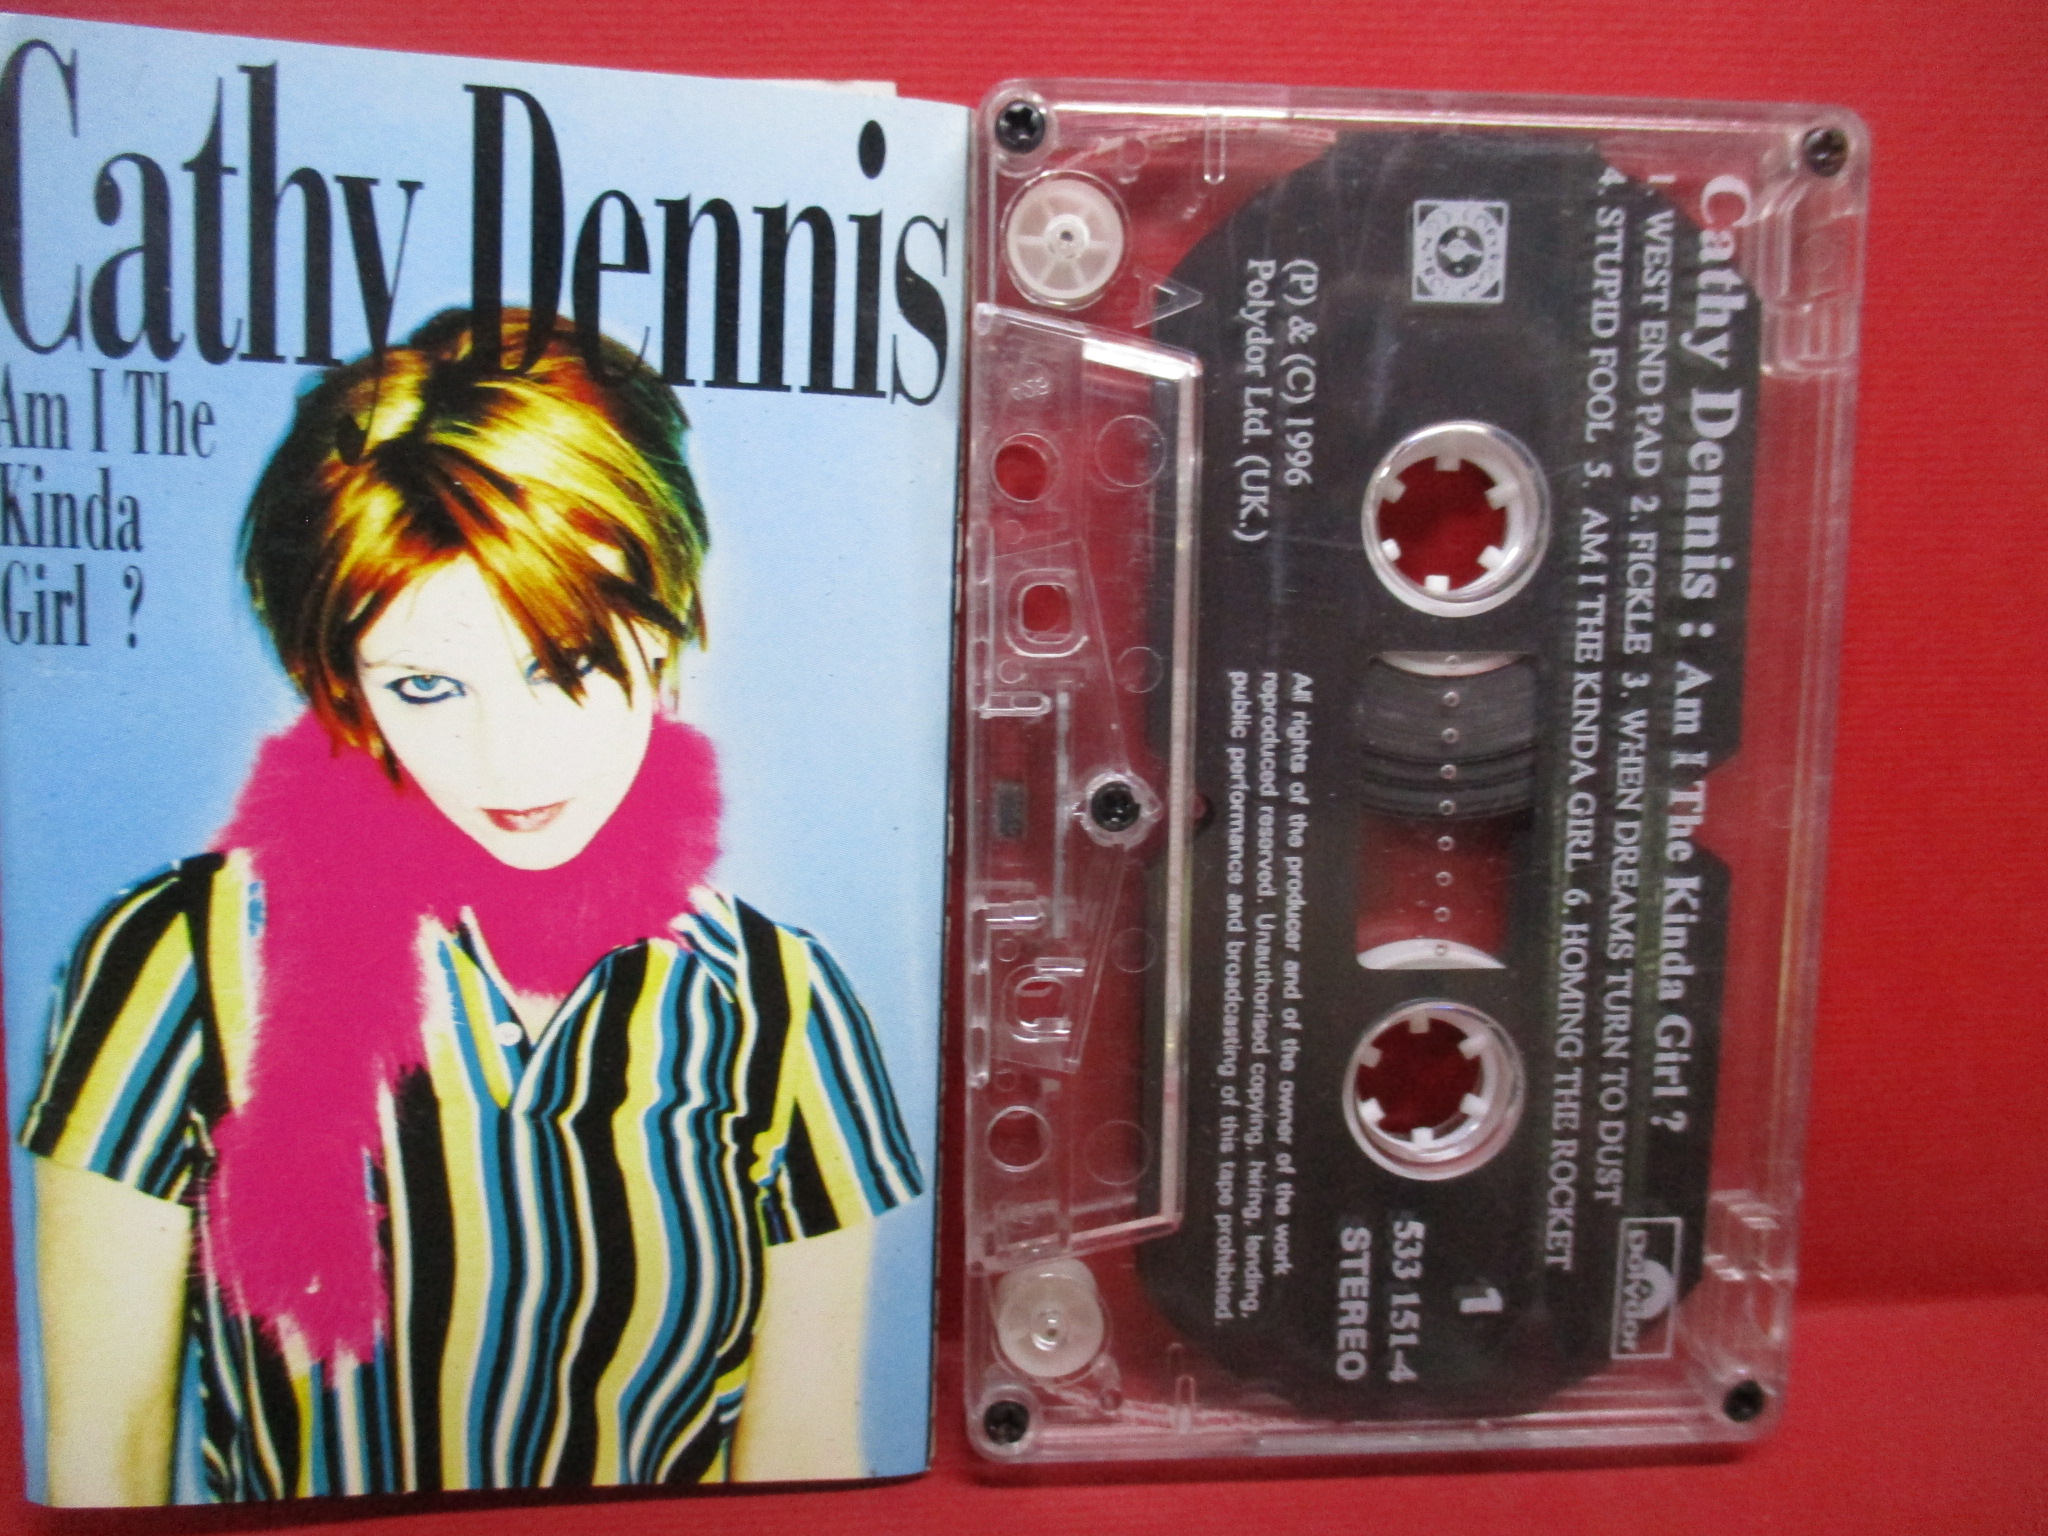 Cathy Dennis
Am I The
Kinda
Girl ?
Cathy Dennis : Am I The Kinda Girl ?
1. WEST END PAD 2. FICKLE 3. WHEN DREAMS TURN TO DUST
4. STUPID FOOL 5. AM I THE KINDA GIRL 6. HOMING THE ROCKET
polydor
1
533 151-4
STEREO
(P) & (C) 1996
Polydor Ltd. (UK.)
All rights of the producer and of the owner of the work
reproduced reserved. Unauthorised copying, hiring, lending,
public performance and broadcasting of this tape prohibited.